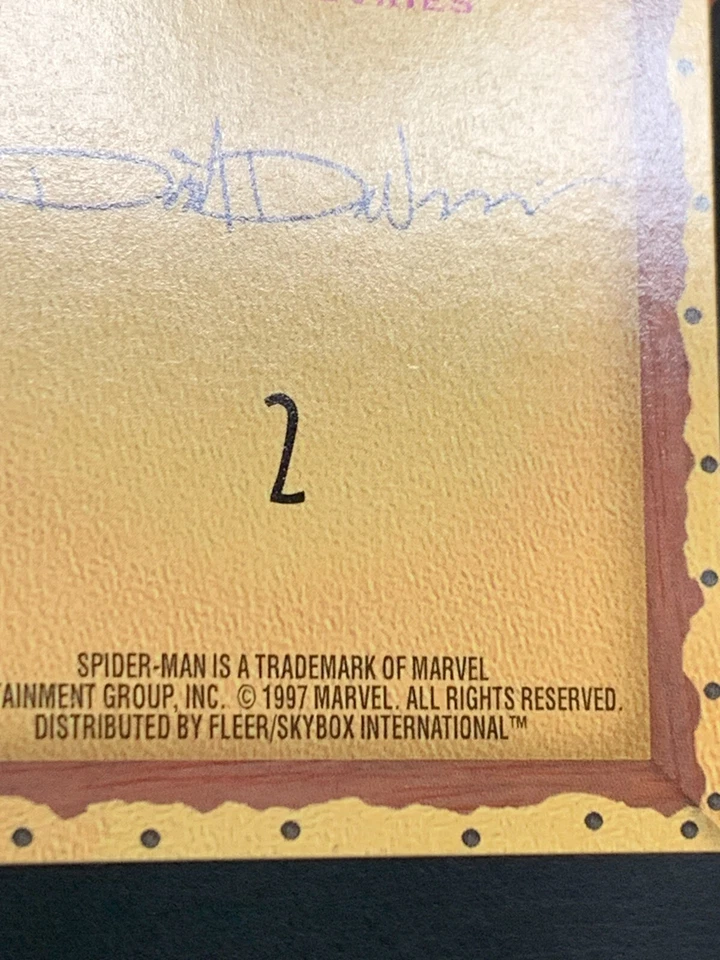 2
SPIDER-MAN IS A TRADEMARK OF MARVEL
TAINMENT GROUP, INC. © 1997 MARVEL. ALL RIGHTS RESERVED.
DISTRIBUTED BY FLEER/SKYBOX INTERNATIONAL™